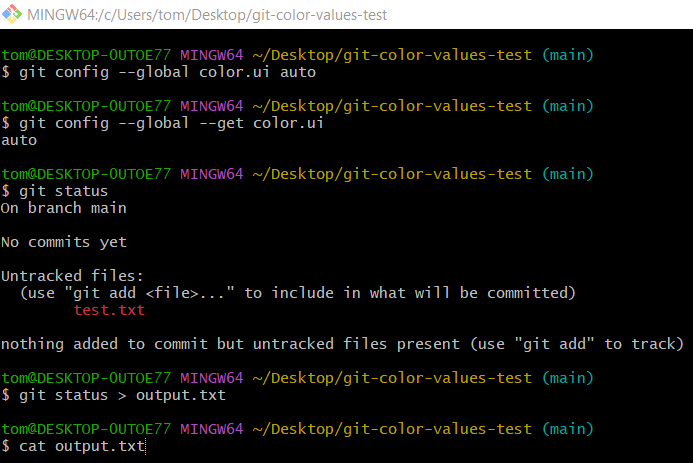 MINGW64:/c/Users/tom/Desktop/git-color-values-test
tom@DESKTOP-OUTOE77 MINGW64 ~/Desktop/git-color-values-test (main)
$ git config --global color.ui auto
tom@DESKTOP-OUTOE77 MINGW64 ~/Desktop/git-color-values-test (main)
$ git config --global --get color.ui
auto
tom@DESKTOP-OUTOE77 MINGW64 ~/Desktop/git-color-values-test (main)
$ git status
On branch main
No commits yet
Untracked files:
  (use "git add <file>..." to include in what will be committed)
        test.txt
nothing added to commit but untracked files present (use "git add" to track)
tom@DESKTOP-OUTOE77 MINGW64 ~/Desktop/git-color-values-test (main)
$ git status > output.txt
tom@DESKTOP-OUTOE77 MINGW64 ~/Desktop/git-color-values-test (main)
$ cat output.txt